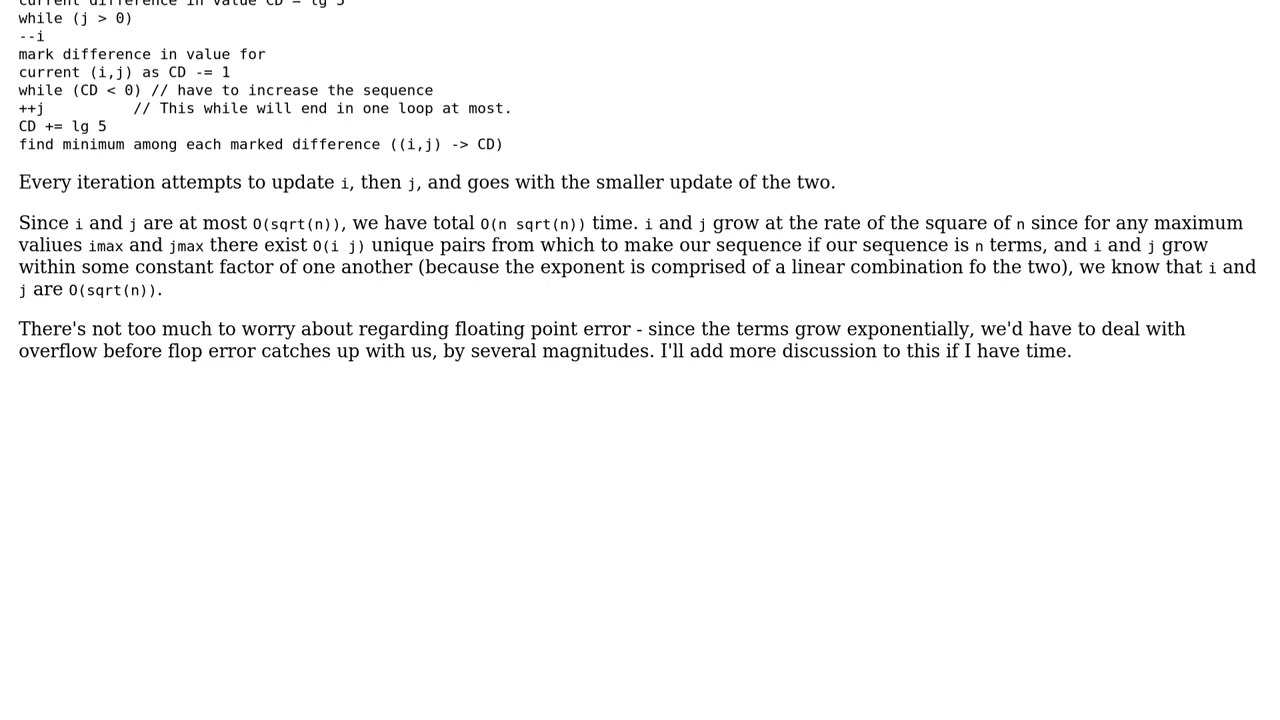 current difference in value CD = lg 5
while (j > 0)
--i
mark difference in value for
current (i,j) as CD -= 1
while (CD < 0) // have to increase the sequence
++j          // This while will end in one loop at most.
CD += lg 5
find minimum among each marked difference ((i,j) -> CD)
Every iteration attempts to update i, then j, and goes with the smaller update of the two.
Since i and j are at most O(sqrt(n)), we have total O(n sqrt(n)) time. i and j grow at the rate of the square of n since for any maximum
valiues imax and jmax there exist O(i j) unique pairs from which to make our sequence if our sequence is n terms, and i and j grow
within some constant factor of one another (because the exponent is comprised of a linear combination fo the two), we know that i and
j are O(sqrt(n)).
There's not too much to worry about regarding floating point error - since the terms grow exponentially, we'd have to deal with
overflow before flop error catches up with us, by several magnitudes. I'll add more discussion to this if I have time.